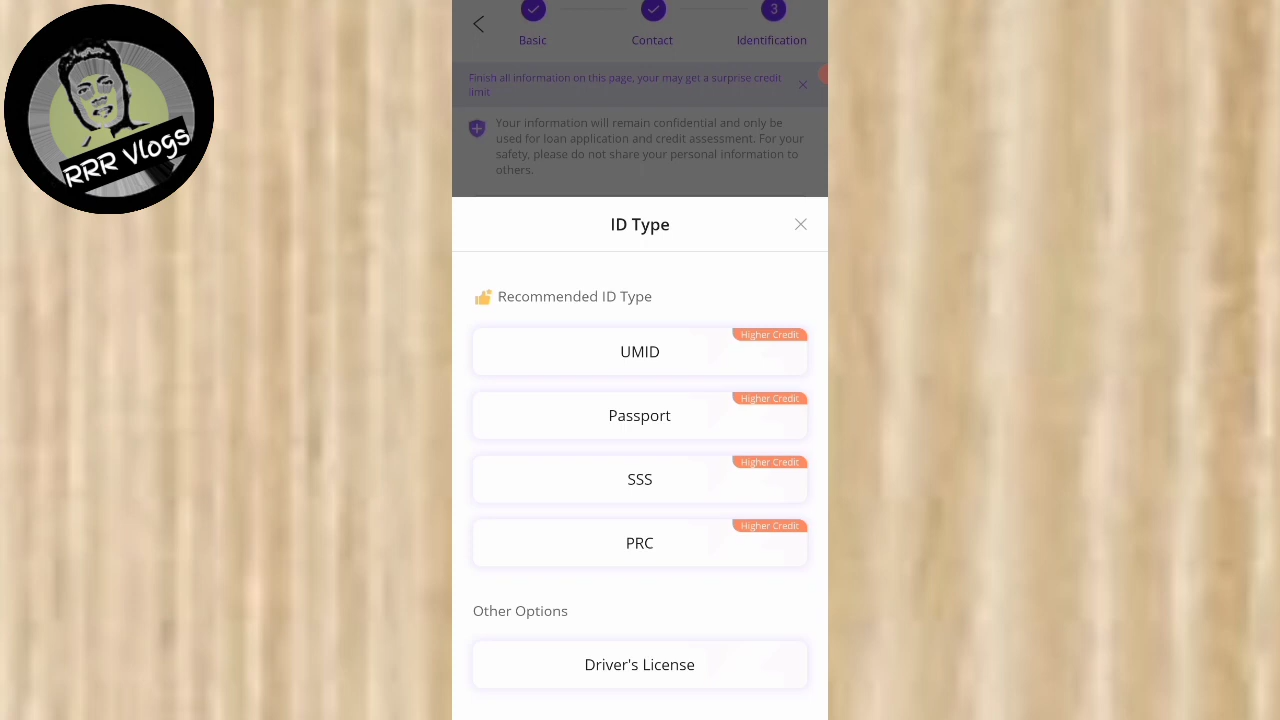 RRR Vlogs
Basic
Contact
3
Identification
Finish all information on this page, your may get a surprise credit
limit
Your information will remain confidential and only be
used for loan application and credit assessment. For your
safety, please do not share your personal information to
others.
ID Type
Recommended ID Type
Higher Credit
UMID
Higher Credit
Passport
Higher Credit
SSS
Higher Credit
PRC
Other Options
Driver's License